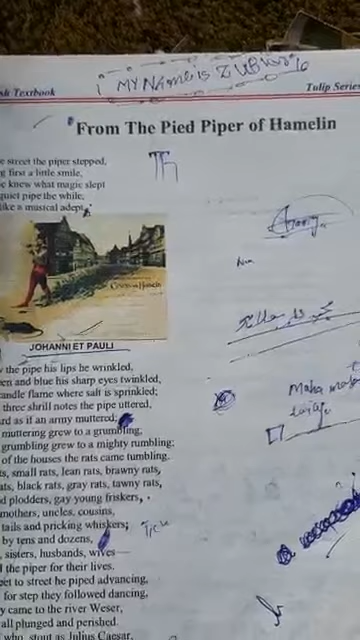 MY NAME IS
sh Textbook
Tulip Series
From The Pied Piper of Hamelin
e street the piper stepped,
g first a little smile,
e knew what magic slept
quiet pipe the while,
like a musical adept
JOHANNI ET PAULI
y the pipe his lips he wrinkled,
en and blue his sharp eyes twinkled,
candle flame where salt is sprinkled;
three shrill notes the pipe uttered,
ard as if an army muttered;
muttering grew to a grumbling;
grumbling grew to a mighty rumbling;
of the houses the rats came tumbling.
ts, small rats, lean rats, brawny rats,
ats, black rats, gray rats, tawny rats,
d plodders, gay young friskers,
mothers, uncles, cousins,
tails and pricking whiskers;
by tens and dozens,
, sisters, husbands, wives—
d the piper for their lives.
eet to street he piped advancing,
for step they followed dancing,
y came to the river Weser,
all plunged and perished.
who, stout as Julius Caesar,